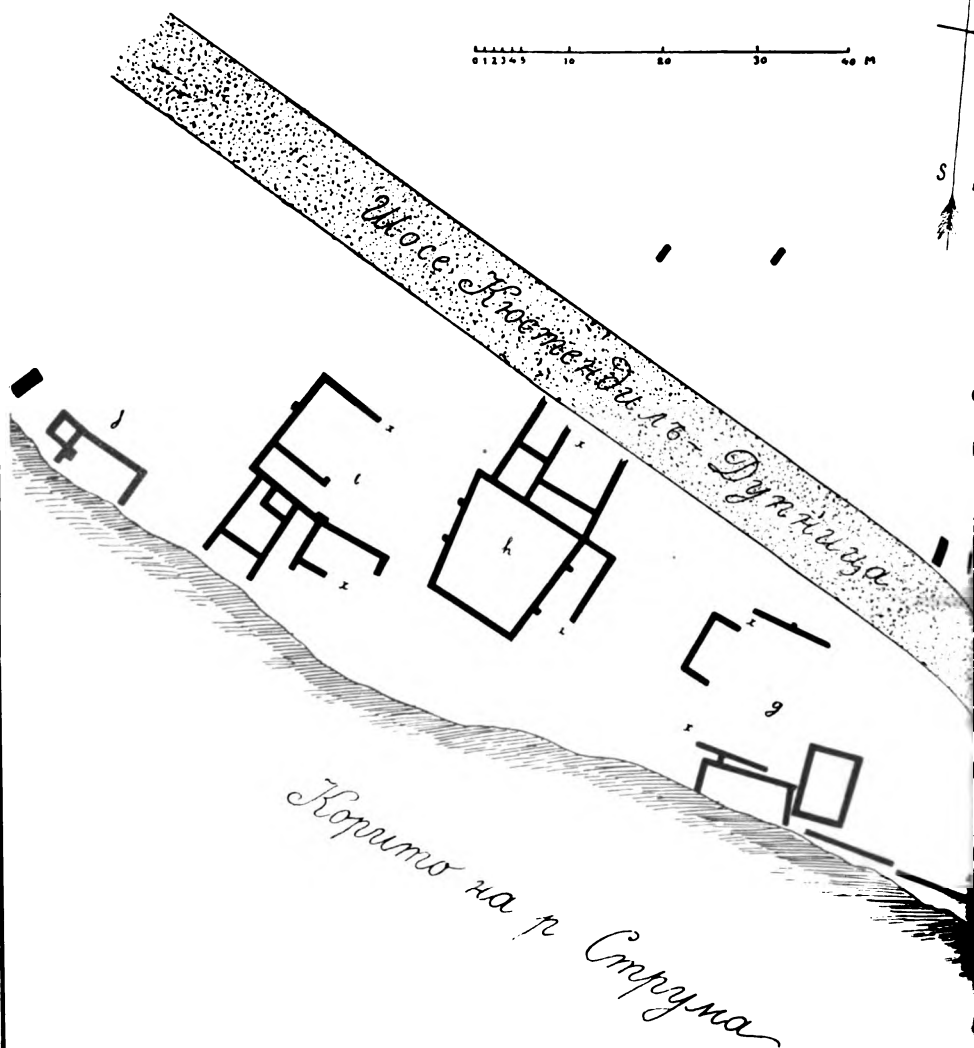 0 1 2 3 4 5 10 20 30 40 М
S
Шосе Кюстендилъ - Дупница
x
x
l
h
x
x
g
x
Корито на р Струма